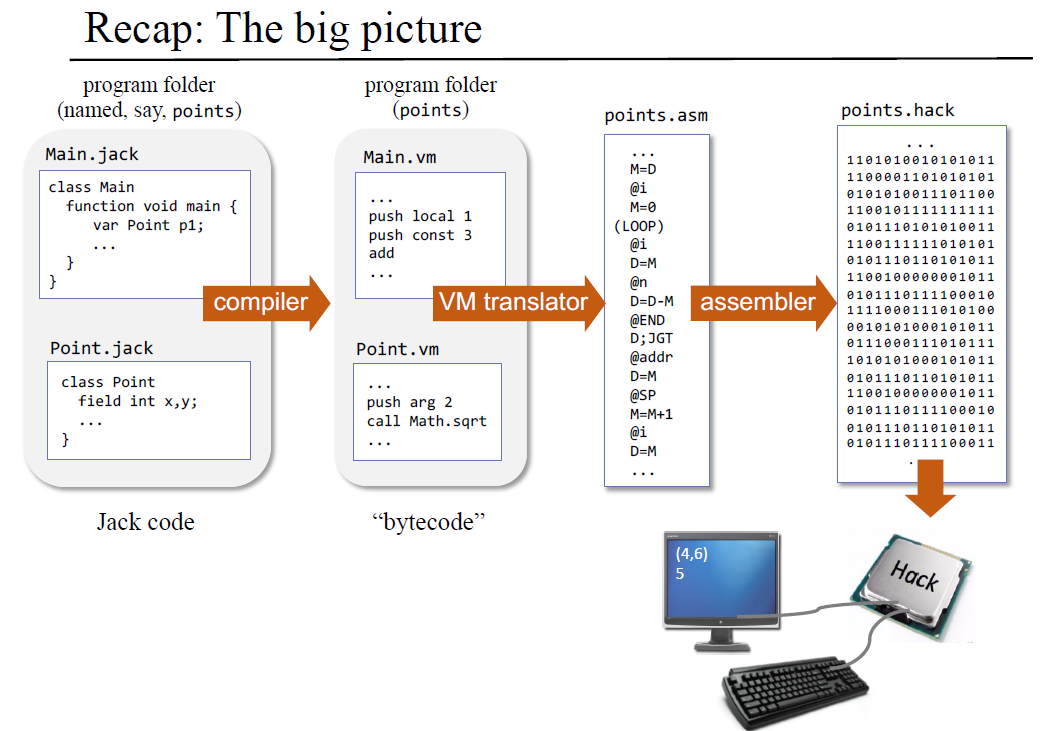 Recap: The big picture
program folder
(named, say, points)
Main.jack
class Main
function void main {
var Point p1;
...
}
}
Point.jack
class Point
field int x,y;
...
}
Jack code
compiler
program folder
(points)
Main.vm
...
push local 1
push const 3
add
...
Point.vm
...
push arg 2
call Math.sqrt
...
“bytecode”
VM translator
points.asm
...
M=D
@i
M=0
(LOOP)
@i
D=M
@n
D=D-M
@END
D;JGT
@addr
D=M
@SP
M=M+1
@i
D=M
...
assembler
points.hack
...
1101010010101011
1100001101010101
0101010011101100
1100101111111111
0101110101010011
1100111111010101
0101110110101011
1100100000001011
0101110111100010
1111000111010100
0010101000101011
0111000111010111
1010101000101011
0101110110101011
1100100000001011
0101110111100010
0101110110101011
0101110111100011
.
(4,6)
5
Hack